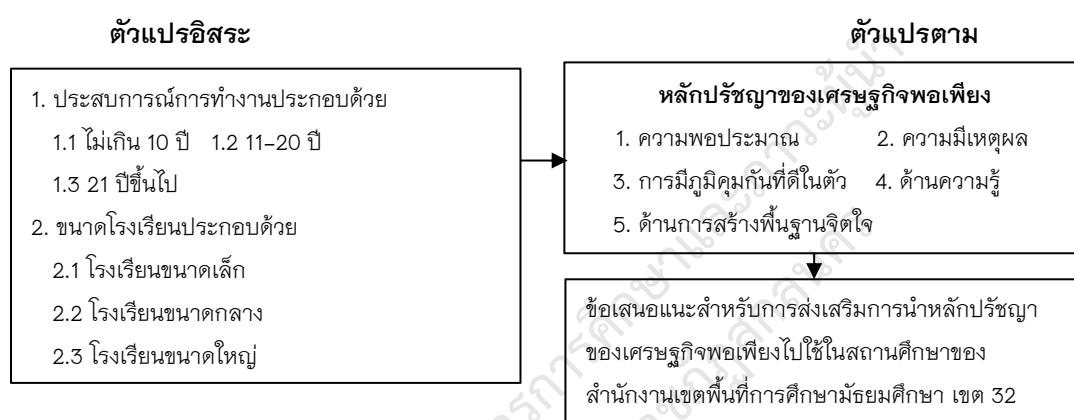 ตัวแปรอิสระ
ตัวแปรตาม
1. ประสบการณ์การทำงานประกอบด้วย
1.1 ไม่เกิน 10 ปี 1.2 11–20 ปี
1.3 21 ปีขึ้นไป
2. ขนาดโรงเรียนประกอบด้วย
2.1 โรงเรียนขนาดเล็ก
2.2 โรงเรียนขนาดกลาง
2.3 โรงเรียนขนาดใหญ่
หลักปรัชญาของเศรษฐกิจพอเพียง
1. ความพอประมาณ 2. ความมีเหตุผล
3. การมีภูมิคุมกันที่ดีในตัว 4. ด้านความรู้
5. ด้านการสร้างพื้นฐานจิตใจ
ข้อเสนอแนะสำหรับการส่งเสริมการนำหลักปรัชญา
ของเศรษฐกิจพอเพียงไปใช้ในสถานศึกษาของ
สำนักงานเขตพื้นที่การศึกษามัธยมศึกษา เขต 32